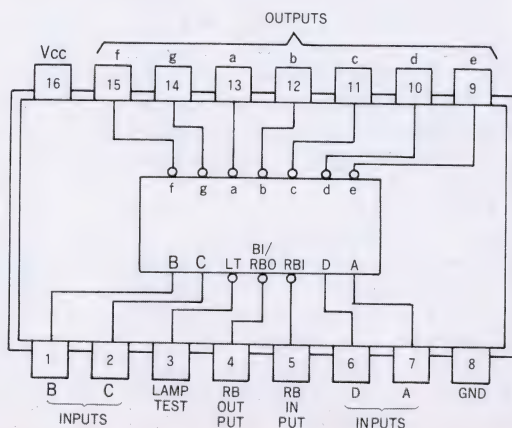 OUTPUTS
Vcc f g a b c d e
16 15 14 13 12 11 10 9
f g a b c d e
BI/
B C LT RBO RBI D A
1 2 3 4 5 6 7 8
B C LAMP RB RB D A GND
TEST OUT IN
PUT PUT
INPUTS INPUTS